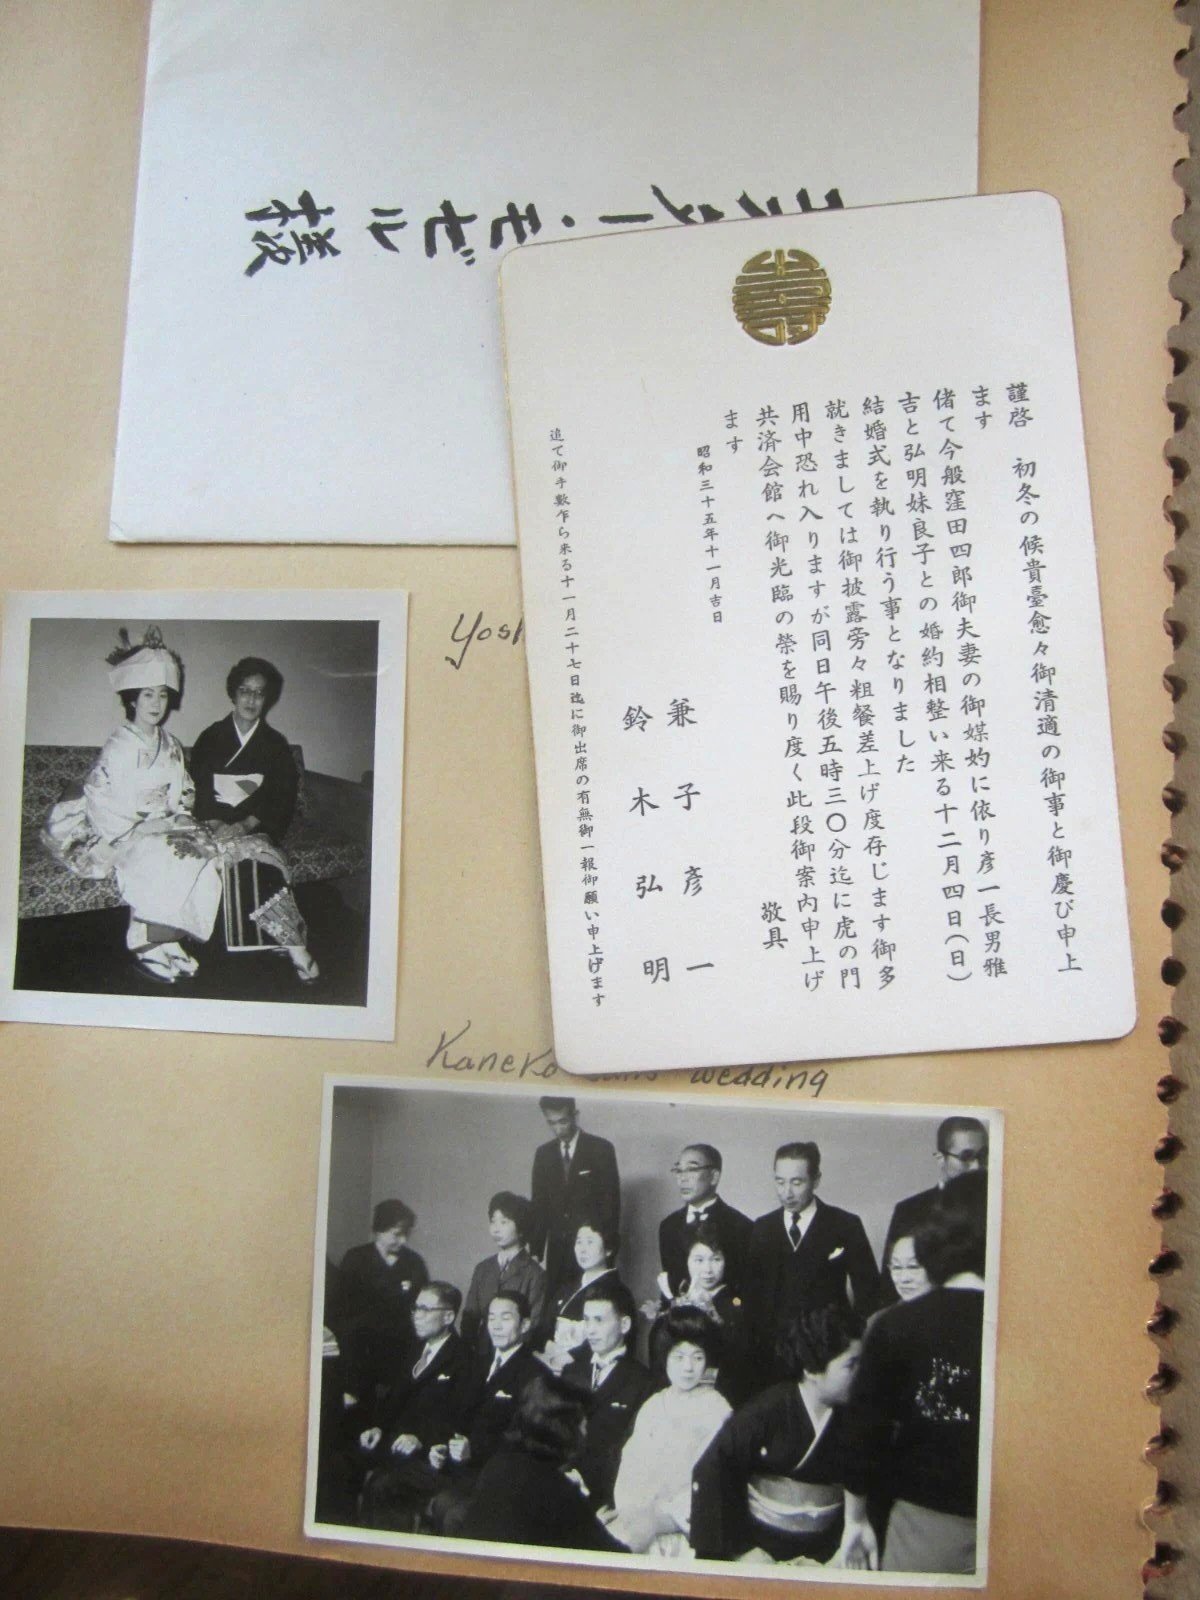 ・モゼル様
謹啓　初冬の候貴臺愈々御清適の御事と御慶び申上
ます
偖て今般窪田四郎御夫妻の御媒妁に依り彦一長男雅
吉と弘明妹良子との婚約相整い来る十二月四日(日)
結婚式を執り行う事となりました
就きましては御披露旁々粗餐差上げ度存じます御多
用中恐れ入りますが同日午後五時三〇分迄に虎の門
共済会館へ御光臨の榮を賜り度く此段御案内申上げ
ます
敬具
昭和三十五年十一月吉日
兼子彦一
鈴木弘明
追て御手数乍ら来る十一月二十七日迄に御出席の有無御一報御願い申上げます
Yosh
Kaneko wedding